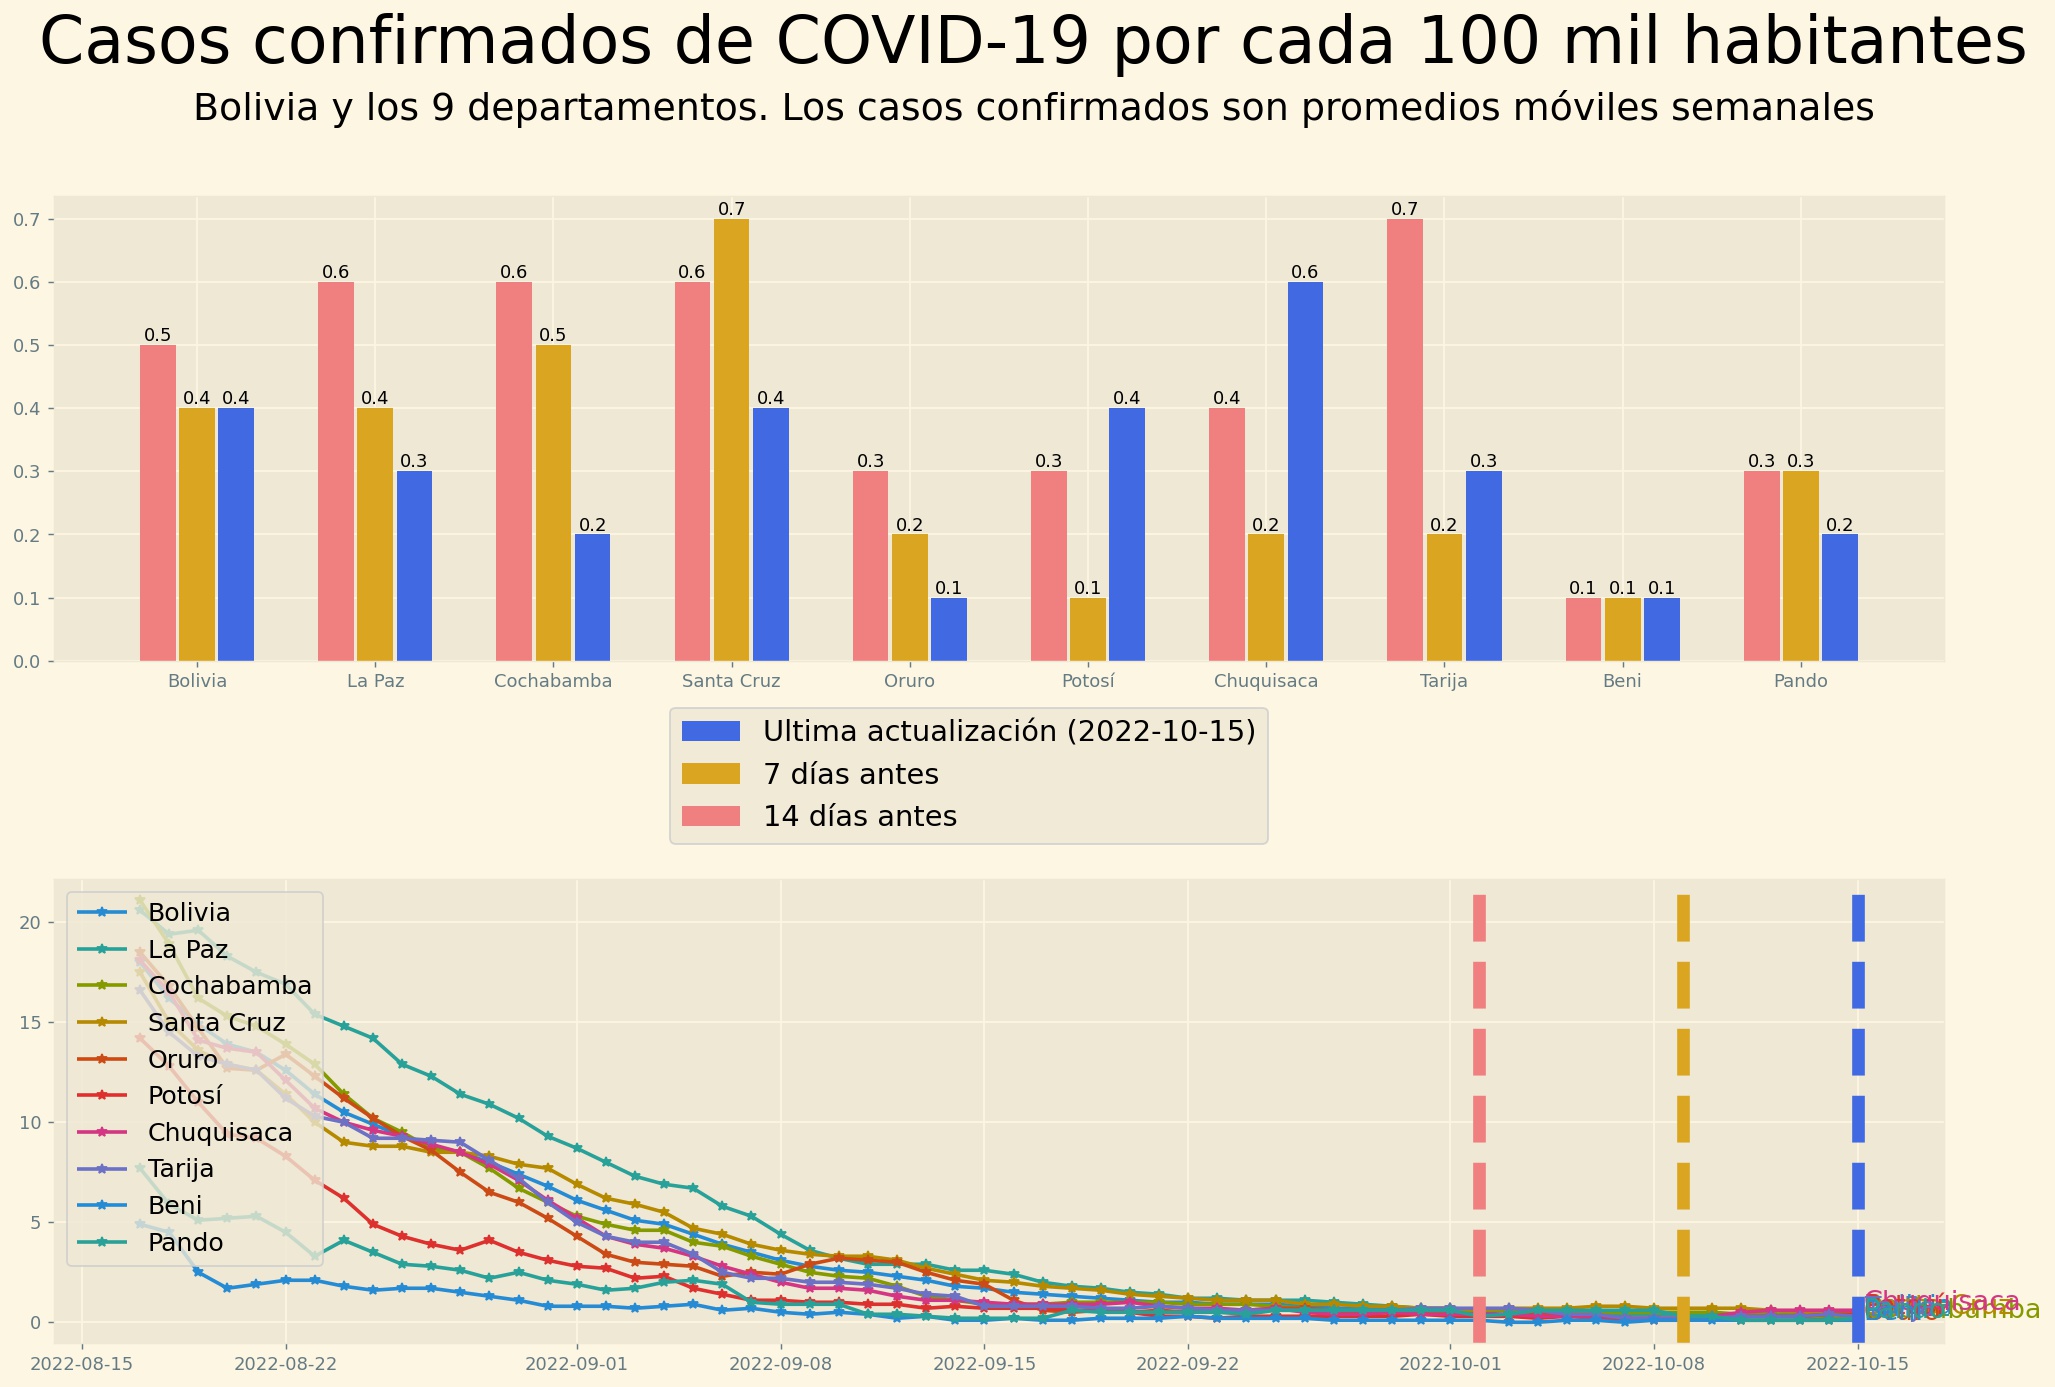 Casos confirmados de COVID-19 por cada 100 mil habitantes
Bolivia y los 9 departamentos. Los casos confirmados son promedios móviles semanales
0.7
0.6
0.5
0.4
0.3
0.2
0.1
0.0
0.5 0.4 0.4
0.6 0.4 0.3
0.6 0.5 0.2
0.6 0.7 0.4
0.3 0.2 0.1
0.3 0.1 0.4
0.4 0.2 0.6
0.7 0.2 0.3
0.1 0.1 0.1
0.3 0.3 0.2
Bolivia La Paz Cochabamba Santa Cruz Oruro Potosí Chuquisaca Tarija Beni Pando
Ultima actualización (2022-10-15)
7 días antes
14 días antes
20
15
10
5
0
Bolivia
La Paz
Cochabamba
Santa Cruz
Oruro
Potosí
Chuquisaca
Tarija
Beni
Pando
Chuquisaca
2022-08-15 2022-08-22 2022-09-01 2022-09-08 2022-09-15 2022-09-22 2022-10-01 2022-10-08 2022-10-15